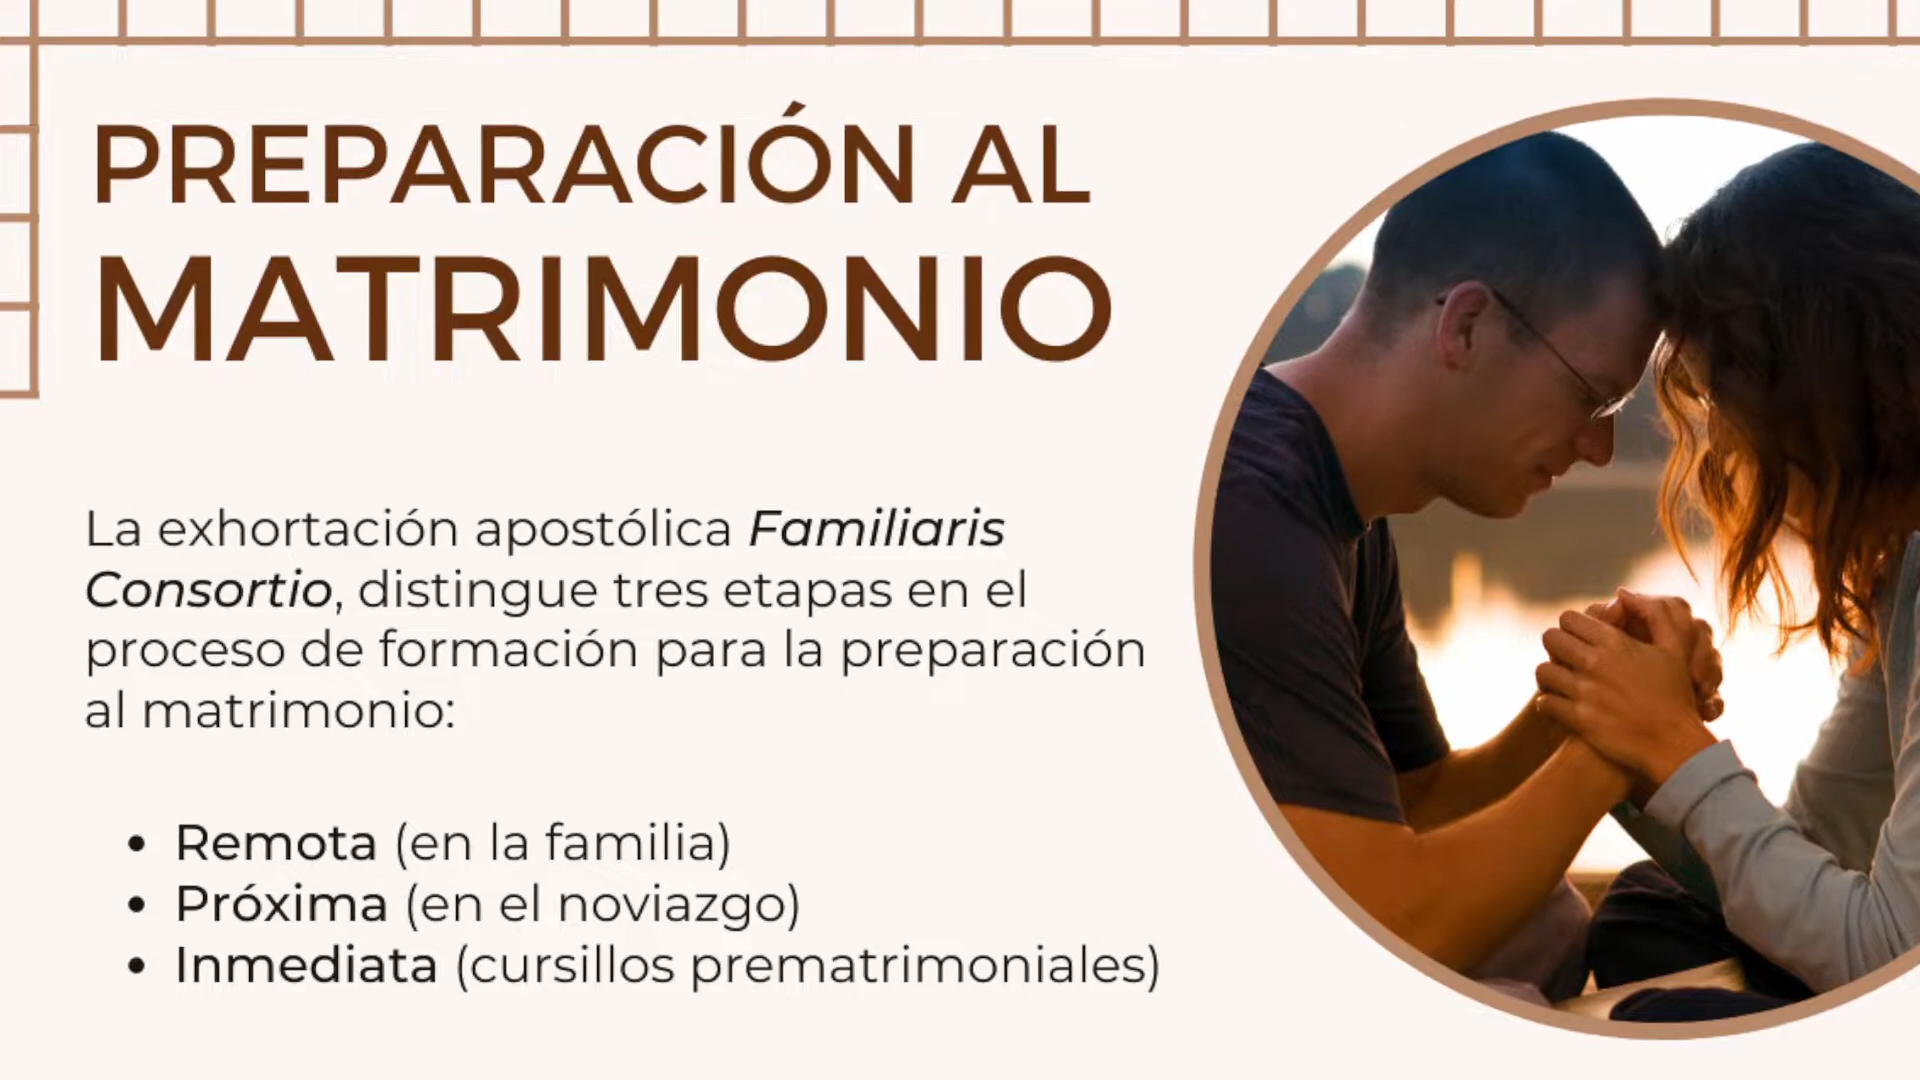 PREPARACIÓN AL
MATRIMONIO
La exhortación apostólica Familiaris
Consortio, distingue tres etapas en el
proceso de formación para la preparación
al matrimonio:
• Remota (en la familia)
• Próxima (en el noviazgo)
• Inmediata (cursillos prematrimoniales)